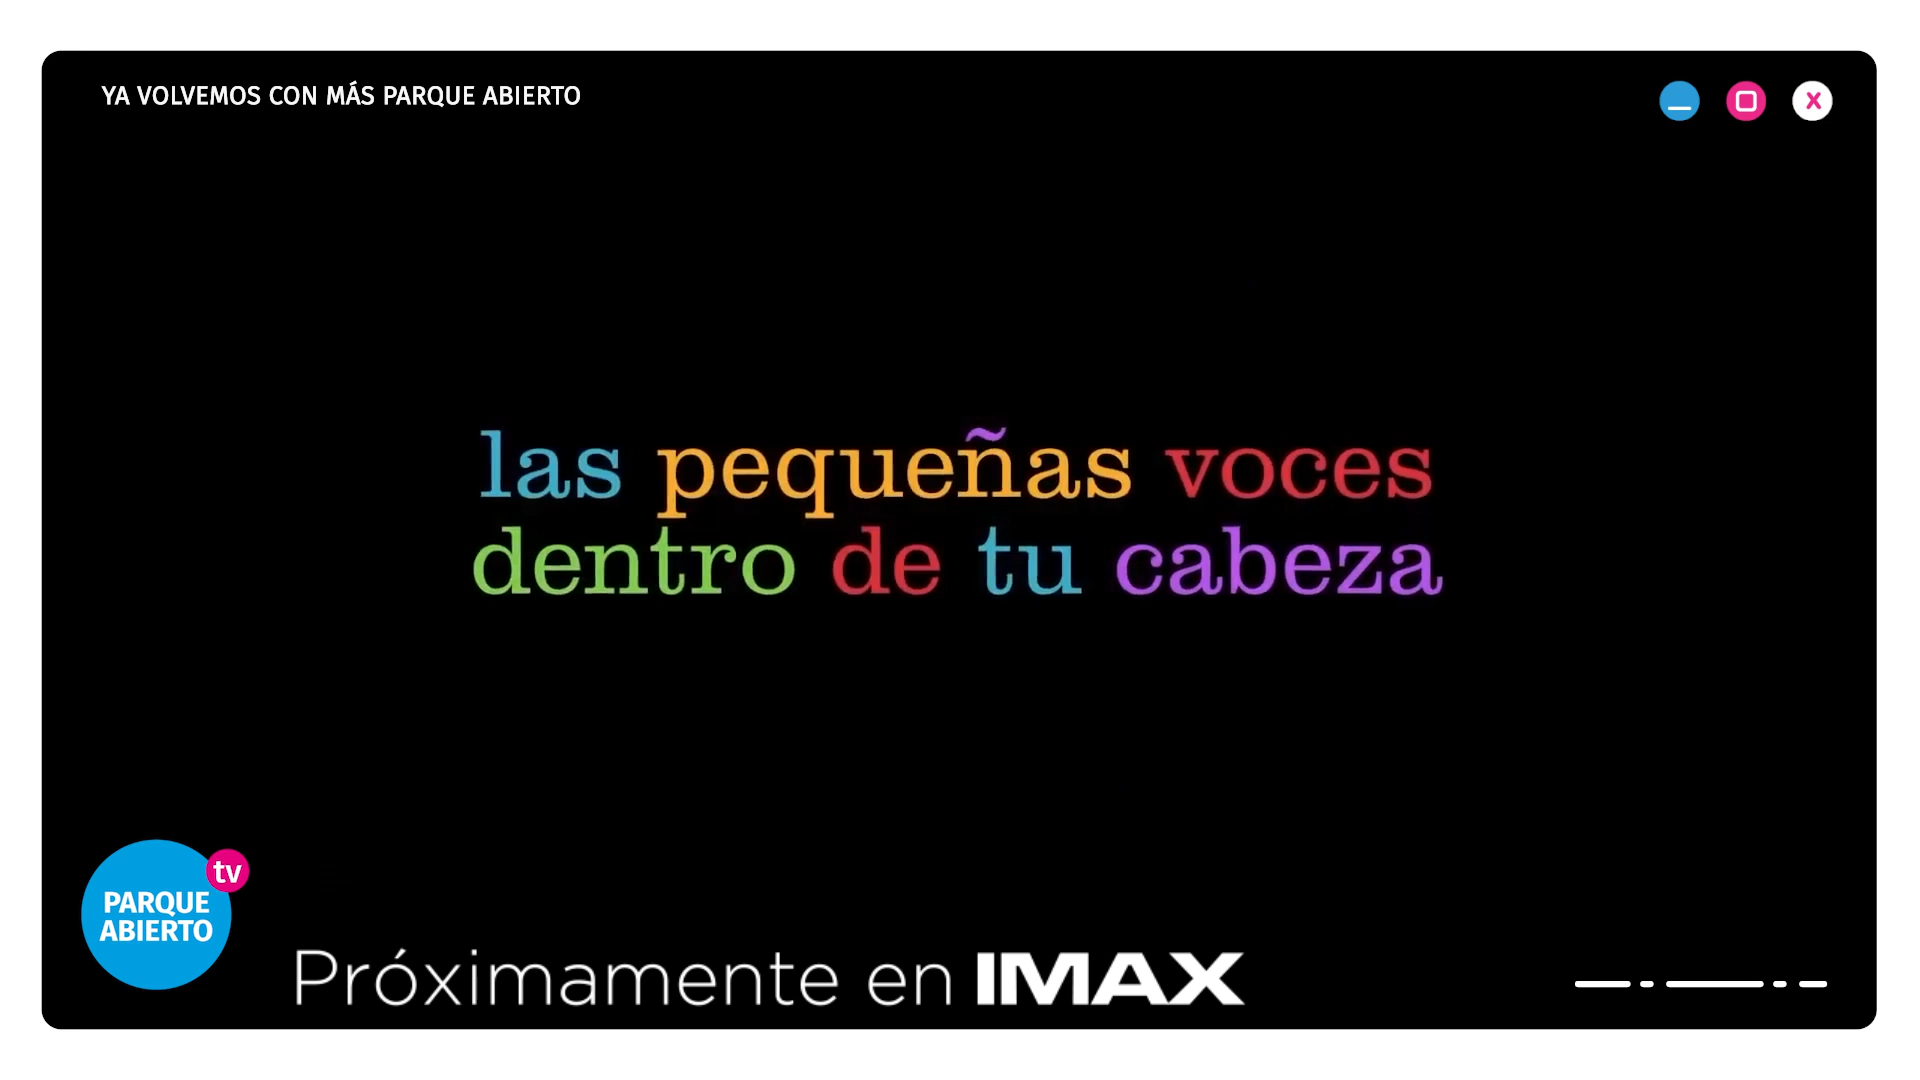 YA VOLVEMOS CON MÁS PARQUE ABIERTO
X
las pequeñas voces
dentro de tu cabeza
tv
PARQUE
ABIERTO
Próximamente en IMAX